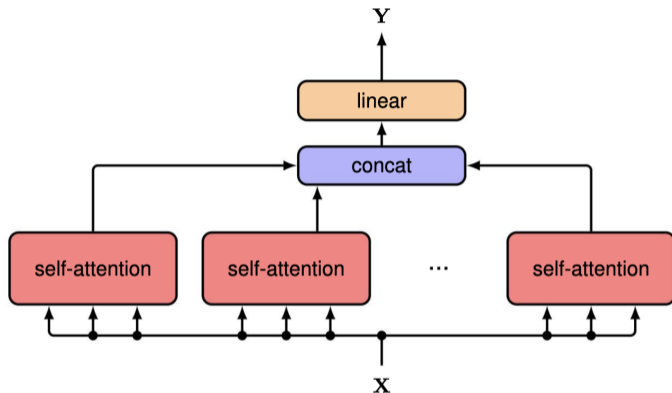 Y
linear
concat
self-attention self-attention ... self-attention
X